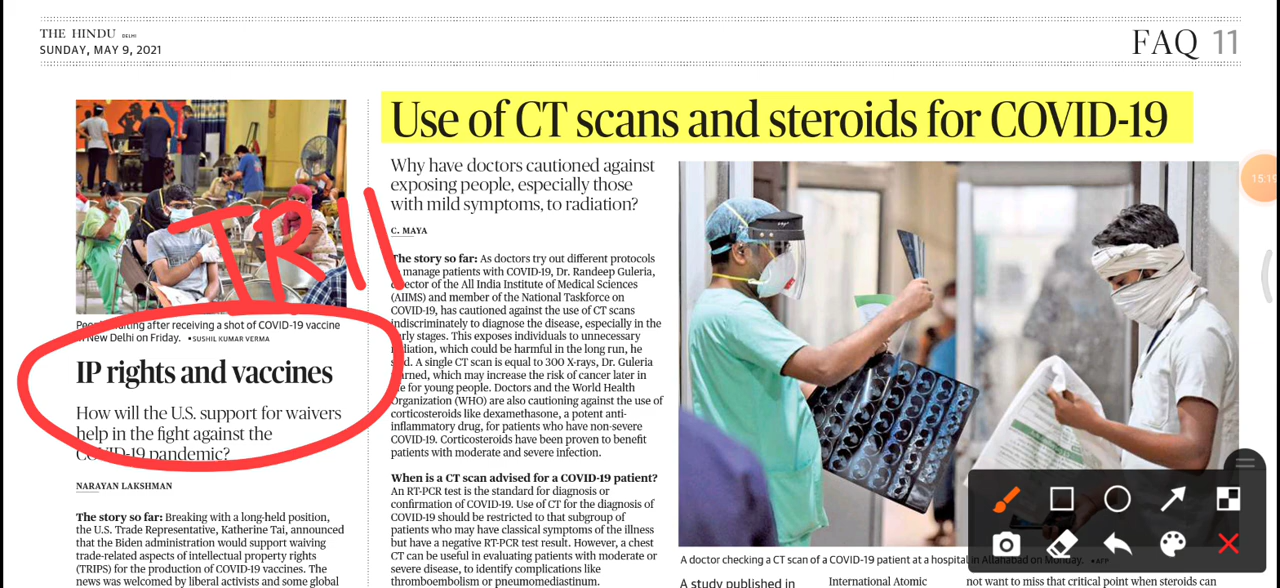 THE HINDU DELHI
SUNDAY, MAY 9, 2021
FAQ 11
TRI
People waiting after receiving a shot of COVID-19 vaccine
in New Delhi on Friday. ▪SUSHIL KUMAR VERMA
IP rights and vaccines
How will the U.S. support for waivers
help in the fight against the
COVID-19 pandemic?
NARAYAN LAKSHMAN
The story so far: Breaking with a long-held position,
the U.S. Trade Representative, Katherine Tai, announced
that the Biden administration would support waiving
trade-related aspects of intellectual property rights
(TRIPS) for the production of COVID-19 vaccines. The
news was welcomed by liberal activists and some global
Use of CT scans and steroids for COVID-19
Why have doctors cautioned against
exposing people, especially those
with mild symptoms, to radiation?
C. MAYA
The story so far: As doctors try out different protocols
to manage patients with COVID-19, Dr. Randeep Guleria,
director of the All India Institute of Medical Sciences
(AIIMS) and member of the National Taskforce on
COVID-19, has cautioned against the use of CT scans
indiscriminately to diagnose the disease, especially in the
early stages. This exposes individuals to unnecessary
radiation, which could be harmful in the long run, he
said. A single CT scan is equal to 300 X-rays, Dr. Guleria
warned, which may increase the risk of cancer later in
life for young people. Doctors and the World Health
Organization (WHO) are also cautioning against the use of
corticosteroids like dexamethasone, a potent anti-
inflammatory drug, for patients who have non-severe
COVID-19. Corticosteroids have been proven to benefit
patients with moderate and severe infection.
When is a CT scan advised for a COVID-19 patient?
An RT-PCR test is the standard for diagnosis or
confirmation of COVID-19. Use of CT for the diagnosis of
COVID-19 should be restricted to that subgroup of
patients who may have classical symptoms of the illness
but have a negative RT-PCR test result. However, a chest
CT can be useful in evaluating patients with moderate or
severe disease, to identify complications like
thromboembolism or pneumomediastinum.
A doctor checking a CT scan of a COVID-19 patient at a hospital in Allahabad on Monday. ▪AFP
A study published in
International Atomic
not want to miss that critical point when steroids can
15:19